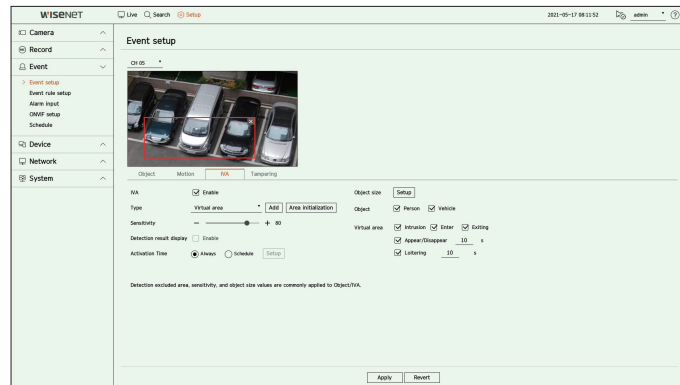 WISENET
Live Search Setup 2021-05-17 08:11:52 admin ?
Camera
Record
Event
> Event setup
Event rule setup
Alarm input
ONVIF setup
Schedule
Device
Network
System
Event setup
CH 05
Object Motion IVA Tampering
IVA Enable
Type Virtual area Add Area initialization
Sensitivity − + 80
Detection result display Enable
Activation Time Always Schedule Setup
Object size Setup
Object Person Vehicle
Virtual area Intrusion Enter Exiting
Appear/Disappear 10 s
Loitering 10 s
Detection excluded area, sensitivity, and object size values are commonly applied to Object/IVA.
Apply Revert